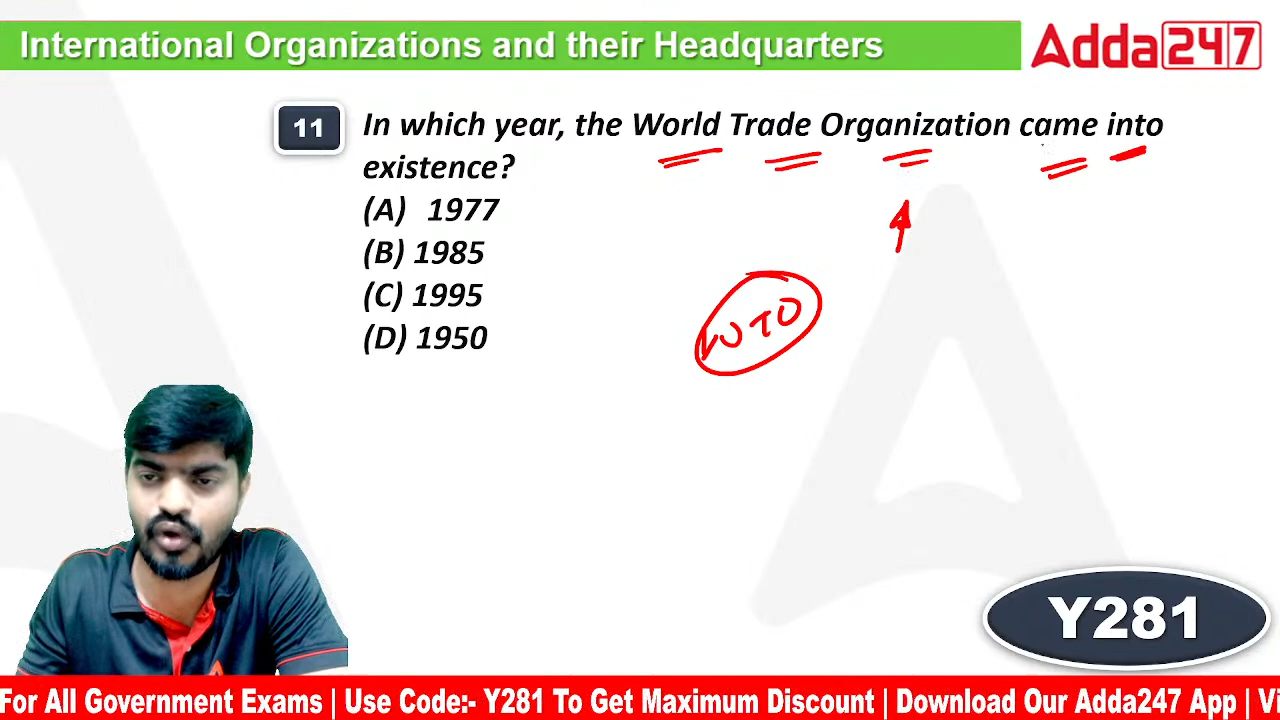 International Organizations and their Headquarters
Adda247
11
In which year, the World Trade Organization came into
existence?
(A) 1977
(B) 1985
(C) 1995
(D) 1950
WTO
Y281
For All Government Exams | Use Code:- Y281 To Get Maximum Discount | Download Our Adda247 App | Vi